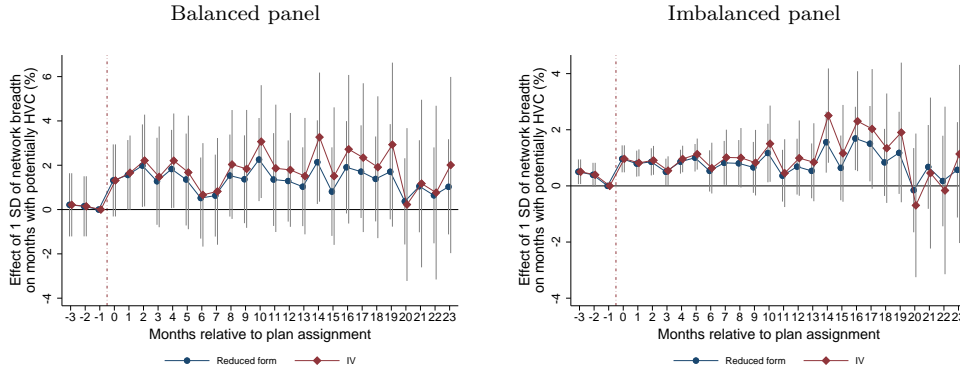 Balanced panel
Effect of 1 SD of network breadth
on months with potentially HVC (%)
6
4
2
0
-2
-4
-3 -2 -1 0 1 2 3 4 5 6 7 8 9 10 11 12 13 14 15 16 17 18 19 20 21 22 23
Months relative to plan assignment
Reduced form IV
Imbalanced panel
Effect of 1 SD of network breadth
on months with potentially HVC (%)
4
2
0
-2
-4
-3 -2 -1 0 1 2 3 4 5 6 7 8 9 10 11 12 13 14 15 16 17 18 19 20 21 22 23
Months relative to plan assignment
Reduced form IV